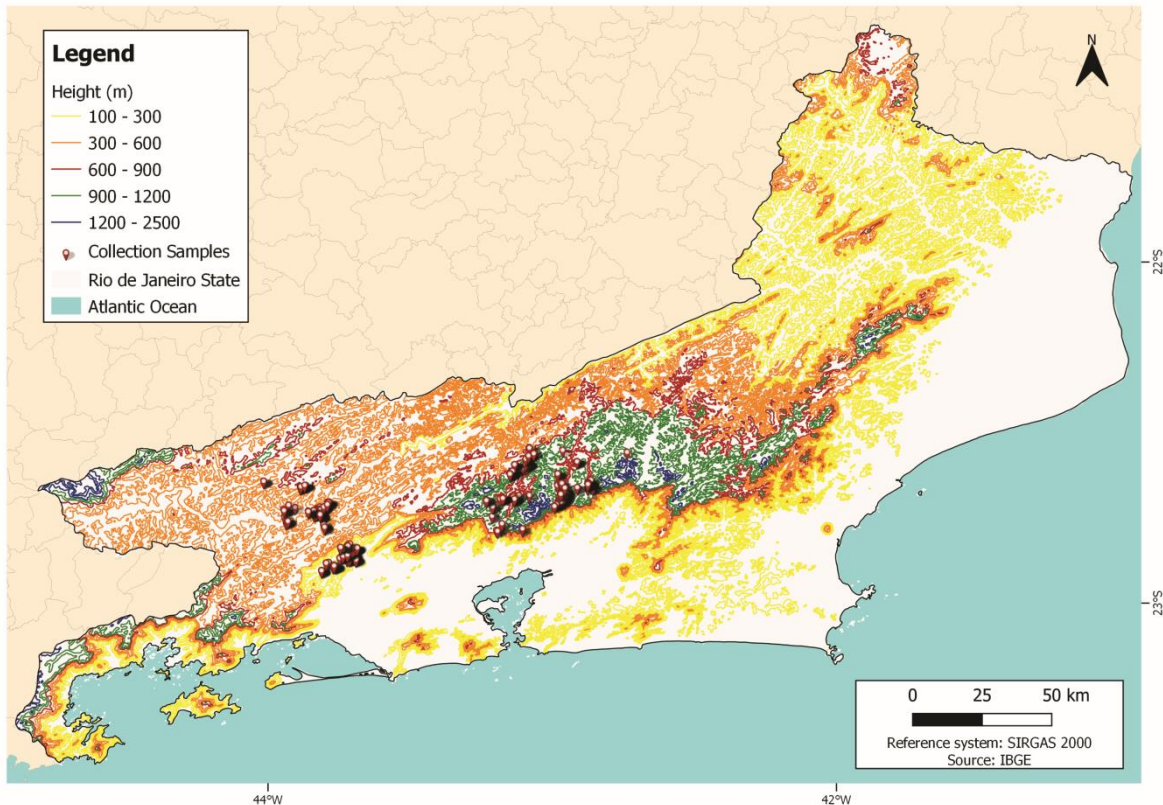 Legend
Height (m)
100 - 300
300 - 600
600 - 900
900 - 1200
1200 - 2500
Collection Samples
Rio de Janeiro State
Atlantic Ocean
N
22°S
23°S
0 25 50 km
Reference system: SIRGAS 2000
Source: IBGE
44°W 42°W